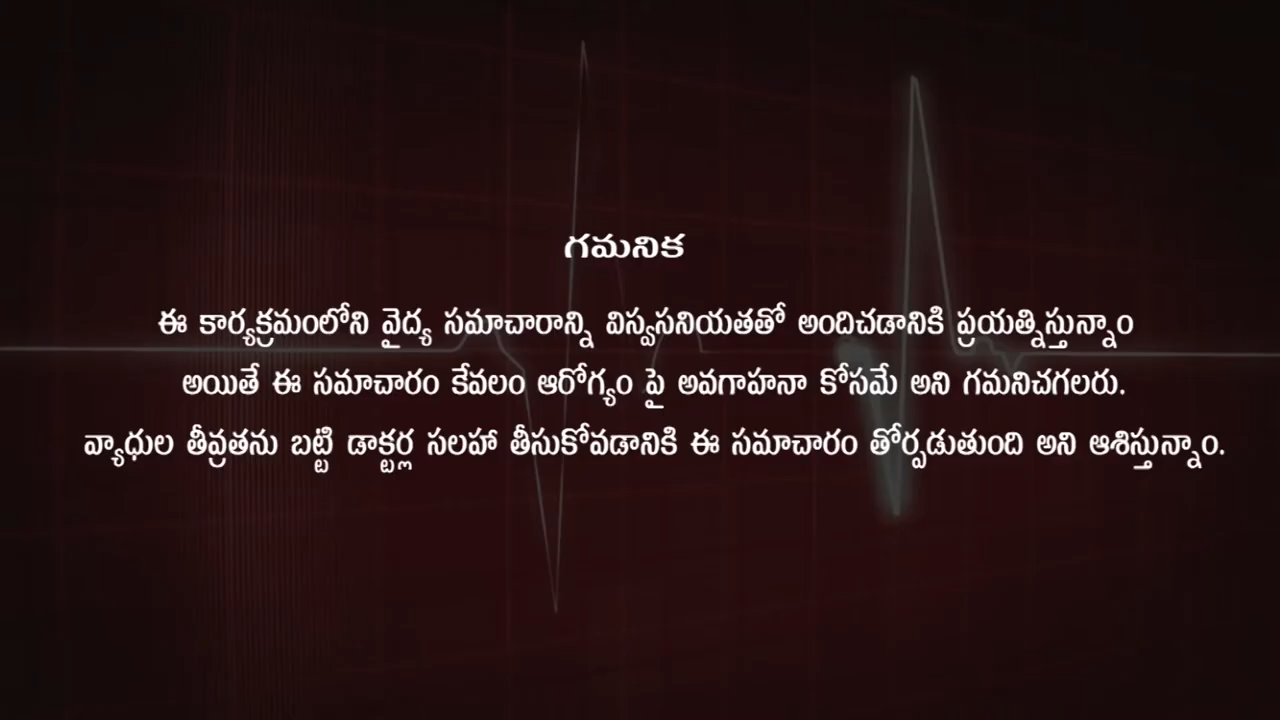 గమనిక
ఈ కార్యక్రమంలోని వైద్య సమాచారాన్ని విస్వసనియతతో అందిచడానికి ప్రయత్నిస్తున్నాం
అయితే ఈ సమాచారం కేవలం ఆరోగ్యం పై అవగాహనా కోసమే అని గమనిచగలరు.
వ్యాధుల తీవ్రతను బట్టి డాక్టర్ల సలహా తీసుకోవడానికి ఈ సమాచారం తోర్పడుతుంది అని ఆశిస్తున్నాం.